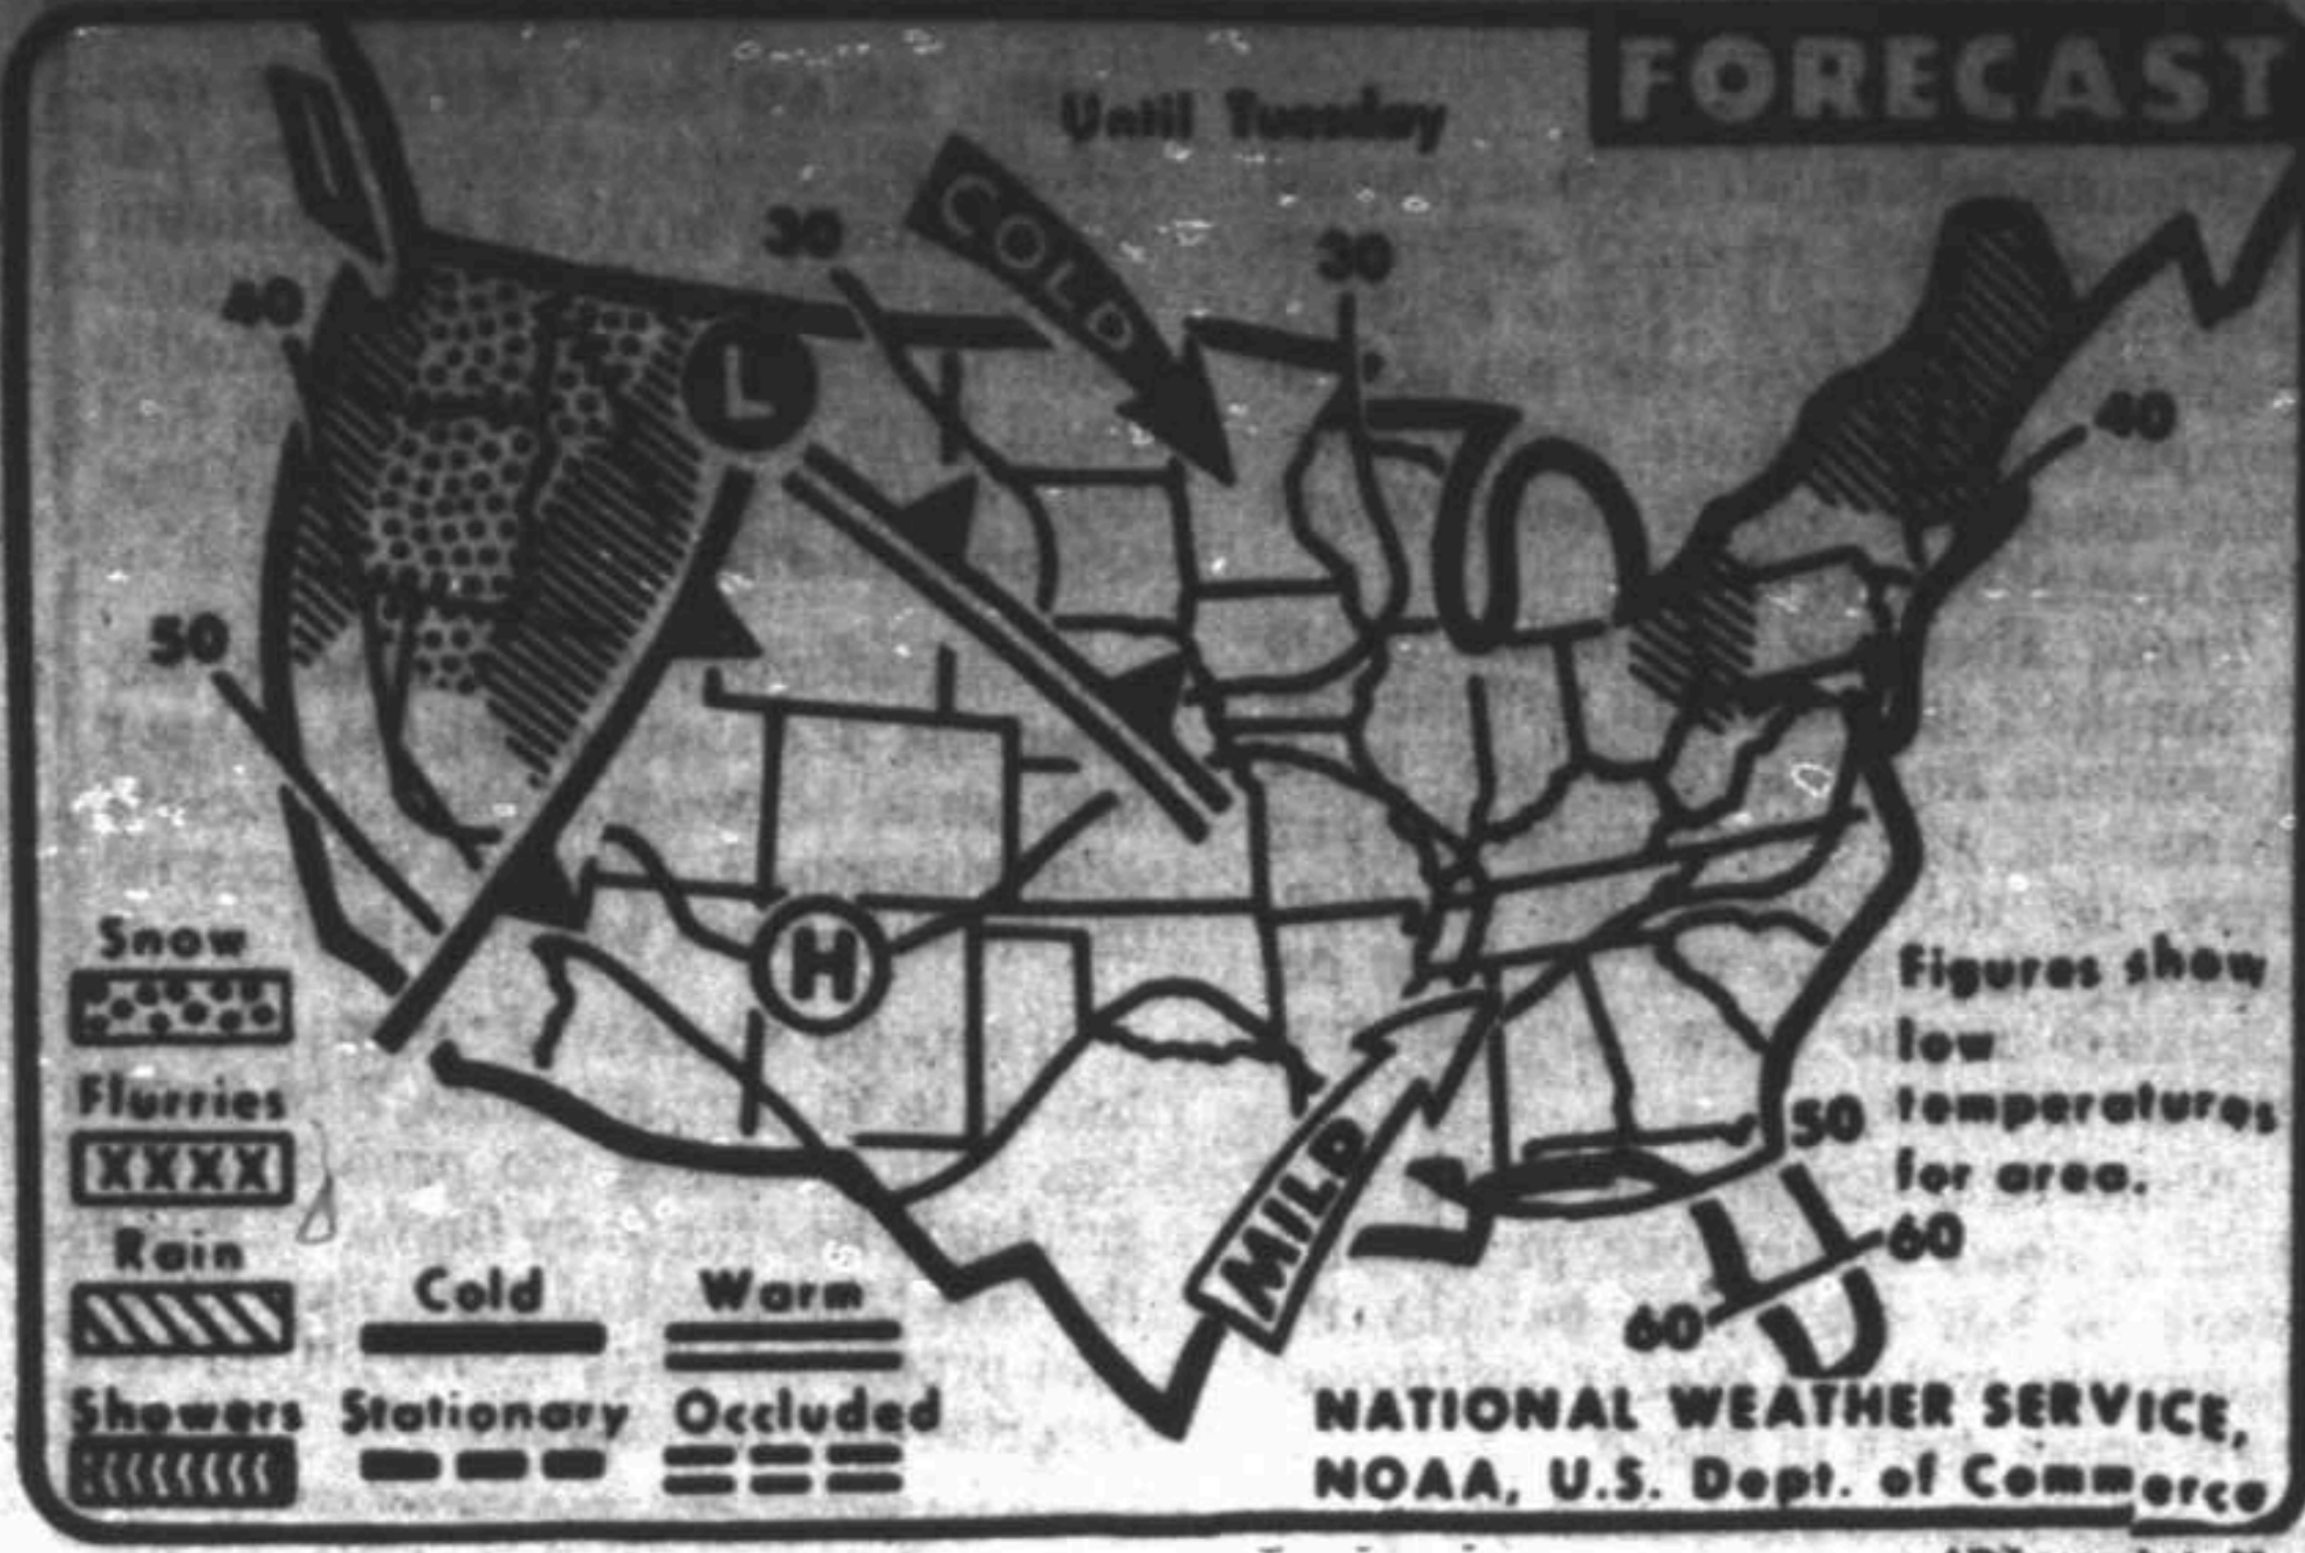 FORECAST
Until Tuesday
COLD
30
30
40
40
L
50
H
MILD
50
60
60
Figures show
low
temperatures
for area.
Snow
Flurries
XXXX
Rain
Showers
Cold
Warm
Stationary
Occluded
NATIONAL WEATHER SERVICE,
NOAA, U.S. Dept. of Commerce